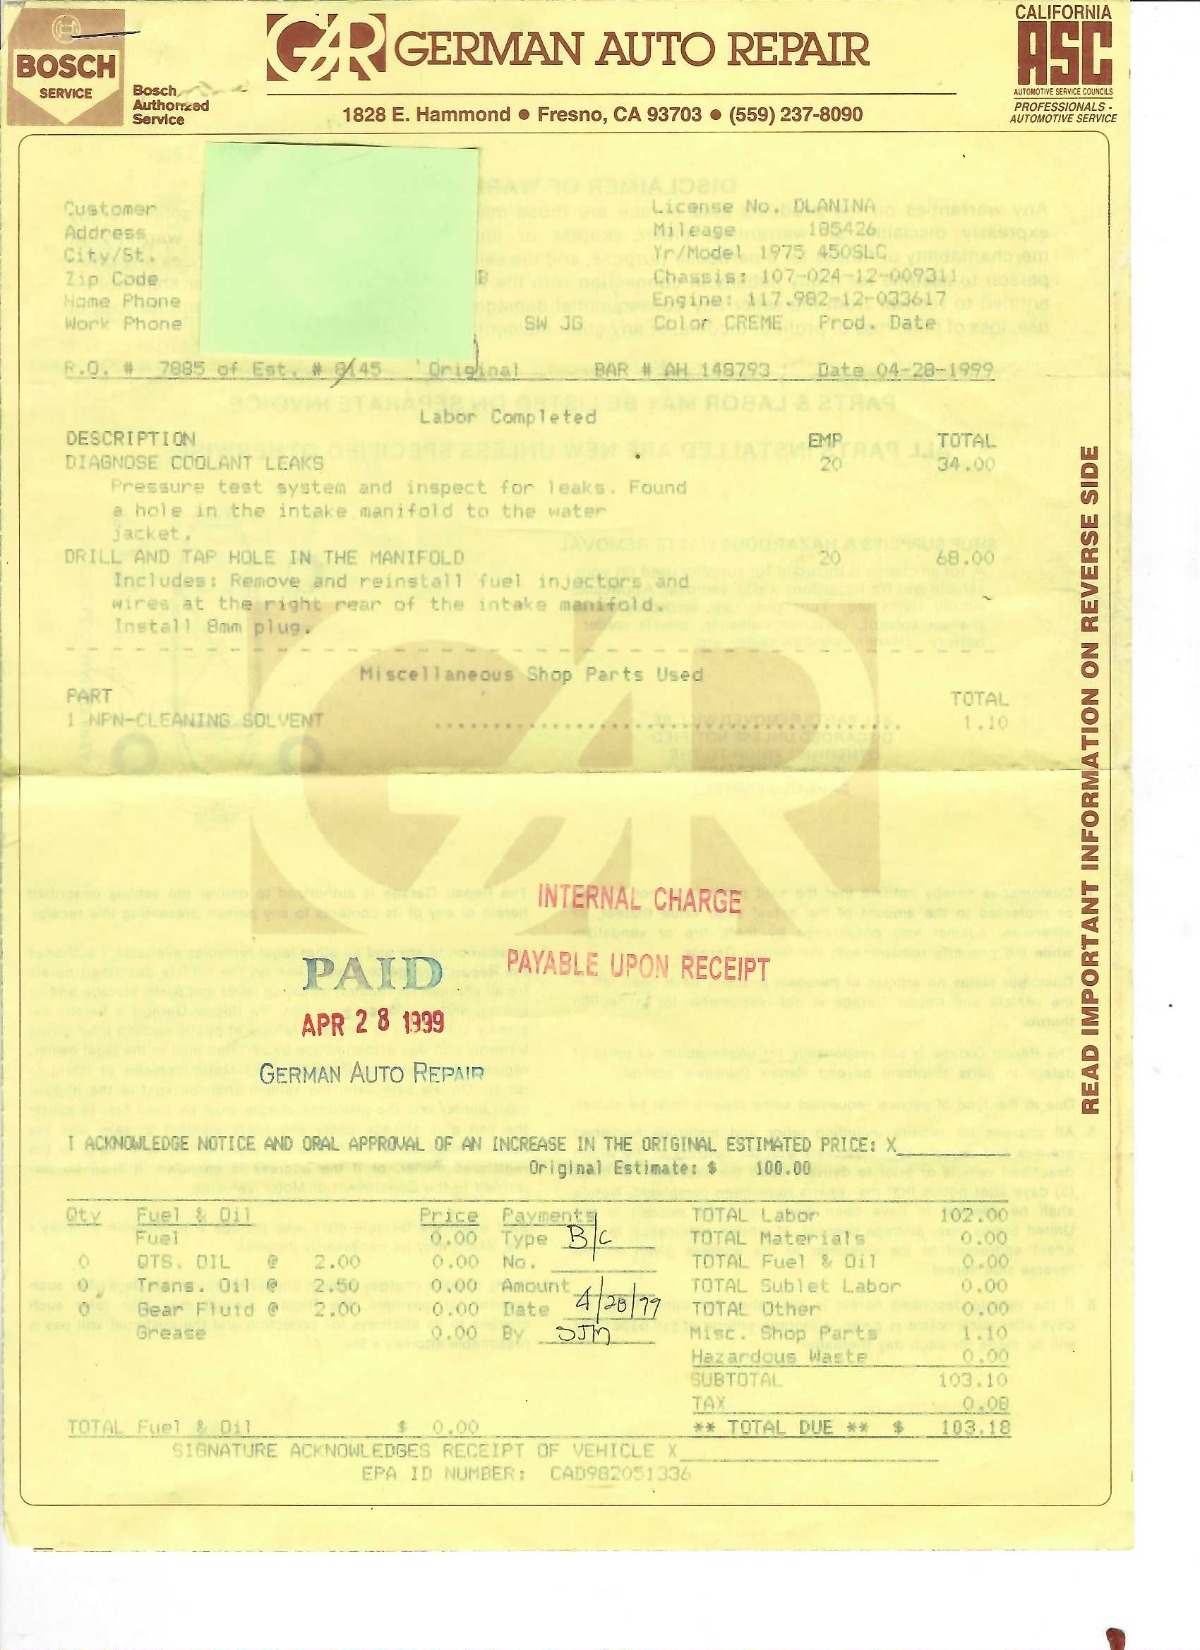 BOSCH
SERVICE
Bosch
Authorized
Service
GAR GERMAN AUTO REPAIR
1828 E. Hammond ● Fresno, CA 93703 ● (559) 237-8090
CALIFORNIA
ASC
AUTOMOTIVE SERVICE COUNCILS
PROFESSIONALS -
AUTOMOTIVE SERVICE
Customer License No. DLANINA
Address Mileage 185426
City/St. Yr/Model 1975 450SLC
Zip Code Chassis: 107-024-12-009311
Home Phone Engine: 117.982-12-033617
Work Phone SW JG Color CREME Prod. Date
R.O. # 7885 of Est. # 8145 Original BAR # AH 148793 Date 04-28-1999
Labor Completed
DESCRIPTION EMP TOTAL
DIAGNOSE COOLANT LEAKS 20 34.00
Pressure test system and inspect for leaks. Found
a hole in the intake manifold to the water
jacket.
DRILL AND TAP HOLE IN THE MANIFOLD 20 68.00
Includes: Remove and reinstall fuel injectors and
wires at the right rear of the intake manifold.
Install 8mm plug.
Miscellaneous Shop Parts Used
PART TOTAL
1 NPN-CLEANING SOLVENT ........................................ 1.10
INTERNAL CHARGE
PAYABLE UPON RECEIPT
PAID
APR 28 1999
GERMAN AUTO REPAIR
I ACKNOWLEDGE NOTICE AND ORAL APPROVAL OF AN INCREASE IN THE ORIGINAL ESTIMATED PRICE: X
Original Estimate: $ 100.00
Qty Fuel & Oil Price Payments TOTAL Labor 102.00
Fuel 0.00 Type B/C TOTAL Materials 0.00
0 OTS. OIL @ 2.00 0.00 No. TOTAL Fuel & Oil 0.00
0 Trans. Oil @ 2.50 0.00 Amount TOTAL Sublet Labor 0.00
0 Gear Fluid @ 2.00 0.00 Date 4/28/99 TOTAL Other 0.00
Grease 0.00 By SJM Misc. Shop Parts 1.10
Hazardous Waste 0.00
SUBTOTAL 103.10
TAX 0.08
TOTAL Fuel & Oil $ 0.00 ** TOTAL DUE ** $ 103.18
SIGNATURE ACKNOWLEDGES RECEIPT OF VEHICLE X
EPA ID NUMBER: CAD982051336
READ IMPORTANT INFORMATION ON REVERSE SIDE